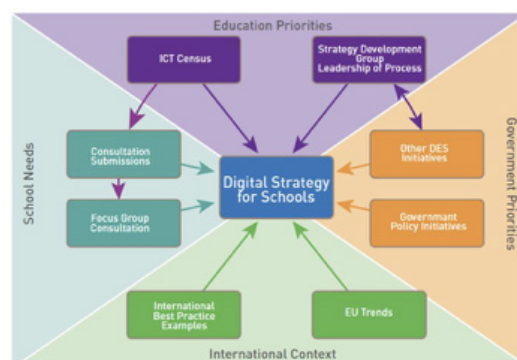 Education Priorities
ICT Census
Strategy Development
Group
Leadership of Process
School Needs
Consultation
Submissions
Other DES
Initiatives
Government Priorities
Digital Strategy
for Schools
Focus Group
Consultation
Governmant
Policy Initiatives
International
Best Practice
Examples
EU Trends
International Context